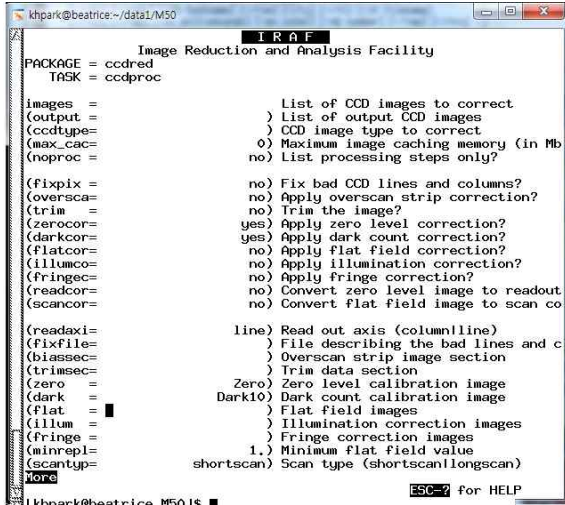 khpark@beatrice:~/data1/M50
I R A F
Image Reduction and Analysis Facility
PACKAGE = ccdred
TASK = ccdproc
images = List of CCD images to correct
(output = ) List of output CCD images
(ccdtype= ) CCD image type to correct
(max_cac= 0) Maximum image caching memory (in Mb
(noproc = no) List processing steps only?
(fixpix = no) Fix bad CCD lines and columns?
(oversca= no) Apply overscan strip correction?
(trim = no) Trim the image?
(zerocor= yes) Apply zero level correction?
(darkcor= yes) Apply dark count correction?
(flatcor= no) Apply flat field correction?
(illumco= no) Apply illumination correction?
(fringec= no) Apply fringe correction?
(readcor= no) Convert zero level image to readout
(scancor= no) Convert flat field image to scan co
(readaxi= line) Read out axis (column|line)
(fixfile= ) File describing the bad lines and c
(biassec= ) Overscan strip image section
(trimsec= ) Trim data section
(zero = Zero) Zero level calibration image
(dark = Dark10) Dark count calibration image
(flat = ) Flat field images
(illum = ) Illumination correction images
(fringe = ) Fringe correction images
(minrepl= 1.) Minimum flat field value
(scantyp= shortscan) Scan type (shortscan|longscan)
More
ESC-? for HELP
[khpark@beatrice M50]$